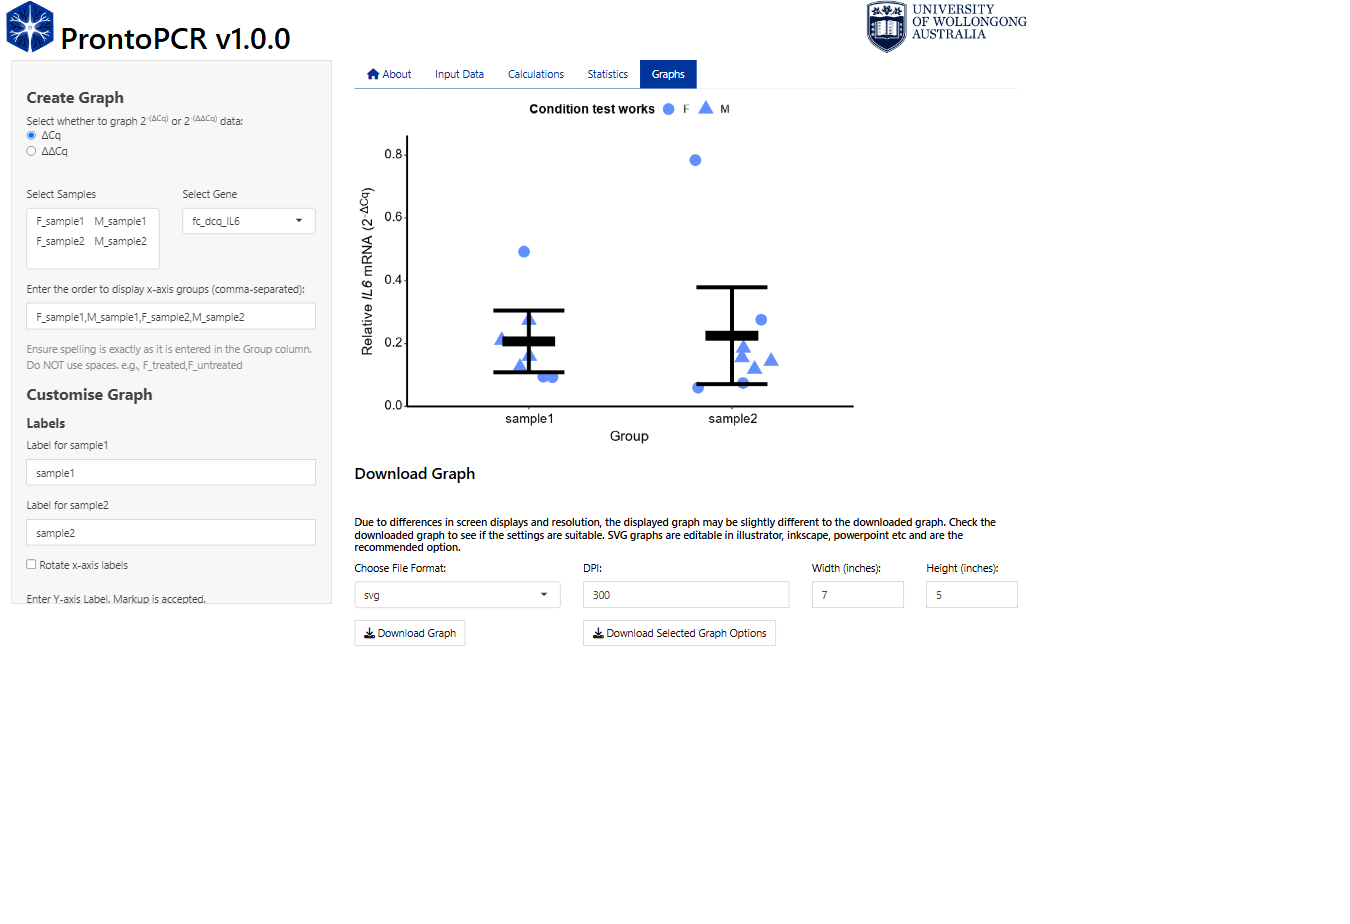 ProntoPCR v1.0.0
UNIVERSITY
OF WOLLONGONG
AUSTRALIA
Create Graph
Select whether to graph 2^-(ΔCq) or 2^-(ΔΔCq) data:
ΔCq
ΔΔCq
Select Samples
Select Gene
F_sample1 M_sample1
F_sample2 M_sample2
fc_dcq_IL6
Enter the order to display x-axis groups (comma-separated):
F_sample1,M_sample1,F_sample2,M_sample2
Ensure spelling is exactly as it is entered in the Group column.
Do NOT use spaces. e.g., F_treated,F_untreated
Customise Graph
Labels
Label for sample1
sample1
Label for sample2
sample2
Rotate x-axis labels
Enter Y-axis Label. Markup is accepted.
About
Input Data
Calculations
Statistics
Graphs
Condition test works F M
Relative IL6 mRNA (2^-ΔCq)
0.8
0.6
0.4
0.2
0.0
sample1
sample2
Group
Download Graph
Due to differences in screen displays and resolution, the displayed graph may be slightly different to the downloaded graph. Check the
downloaded graph to see if the settings are suitable. SVG graphs are editable in illustrator, inkscape, powerpoint etc and are the
recommended option.
Choose File Format:
DPI:
Width (inches):
Height (inches):
svg
300
7
5
Download Graph
Download Selected Graph Options